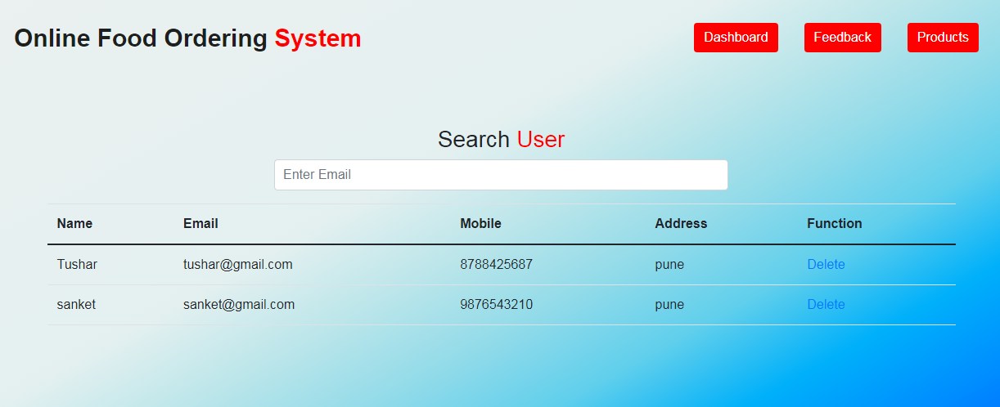 Online Food Ordering System Dashboard Feedback Products
Search User
Enter Email
Name Email Mobile Address Function
Tushar tushar@gmail.com 8788425687 pune Delete
sanket sanket@gmail.com 9876543210 pune Delete